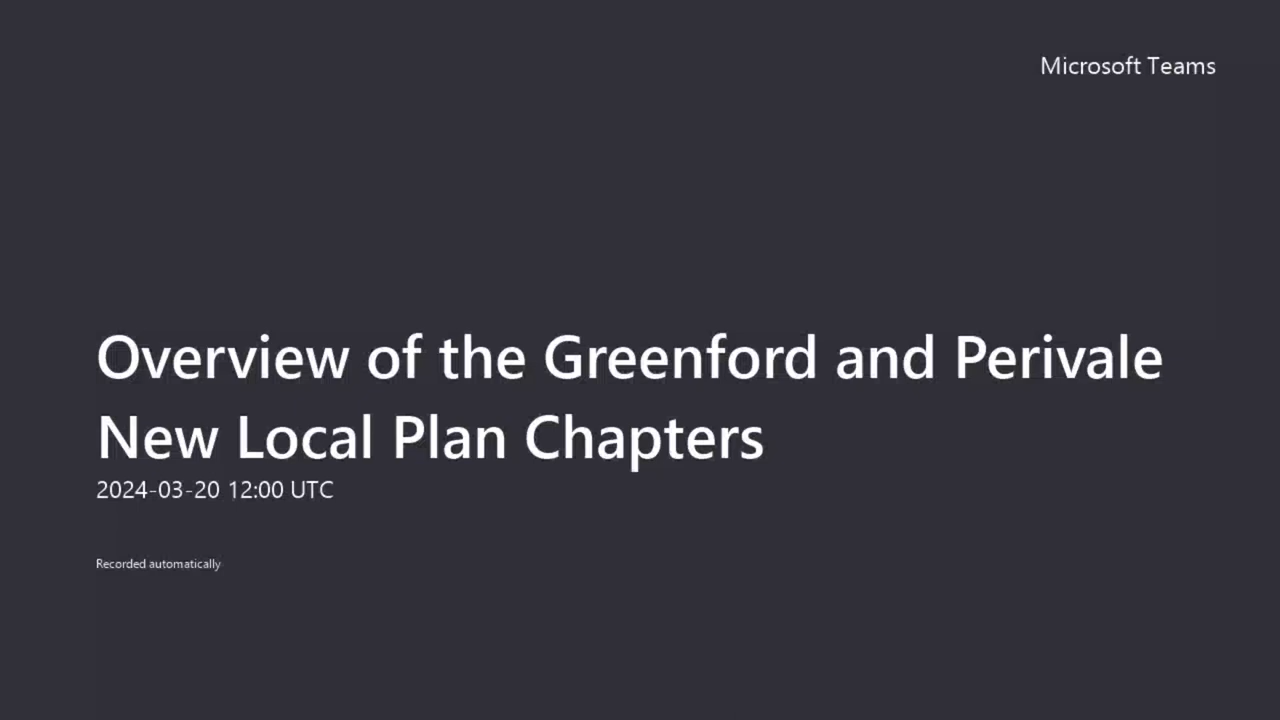 Microsoft Teams
Overview of the Greenford and Perivale
New Local Plan Chapters
2024-03-20 12:00 UTC
Recorded automatically